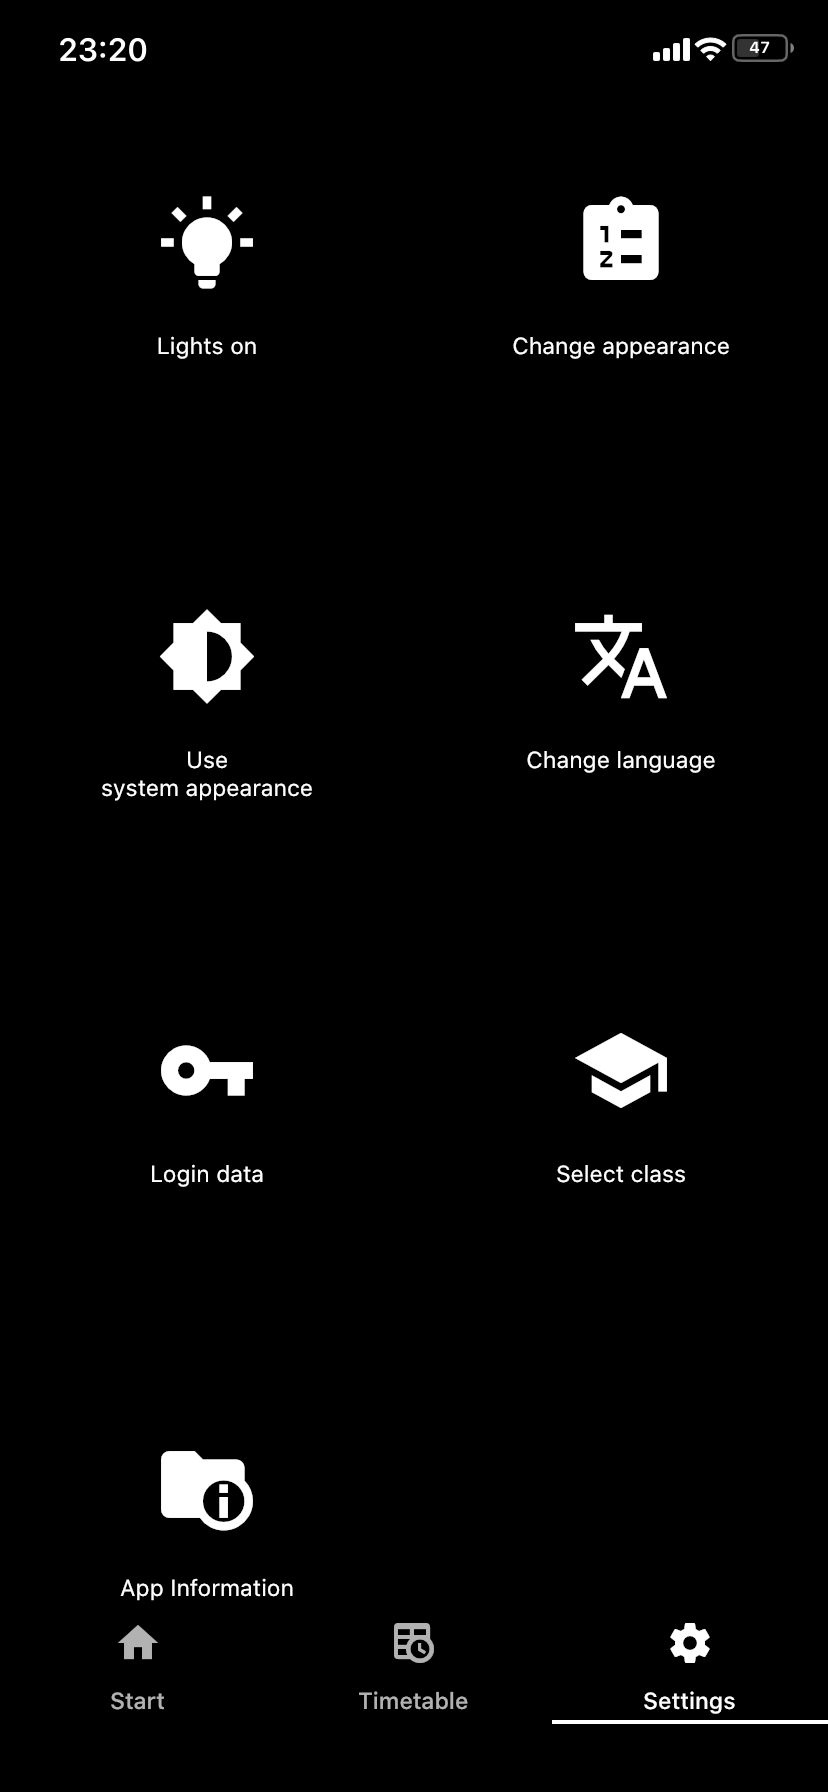 23:20
47
Lights on
Change appearance
Use
system appearance
Change language
Login data
Select class
App Information
Start
Timetable
Settings